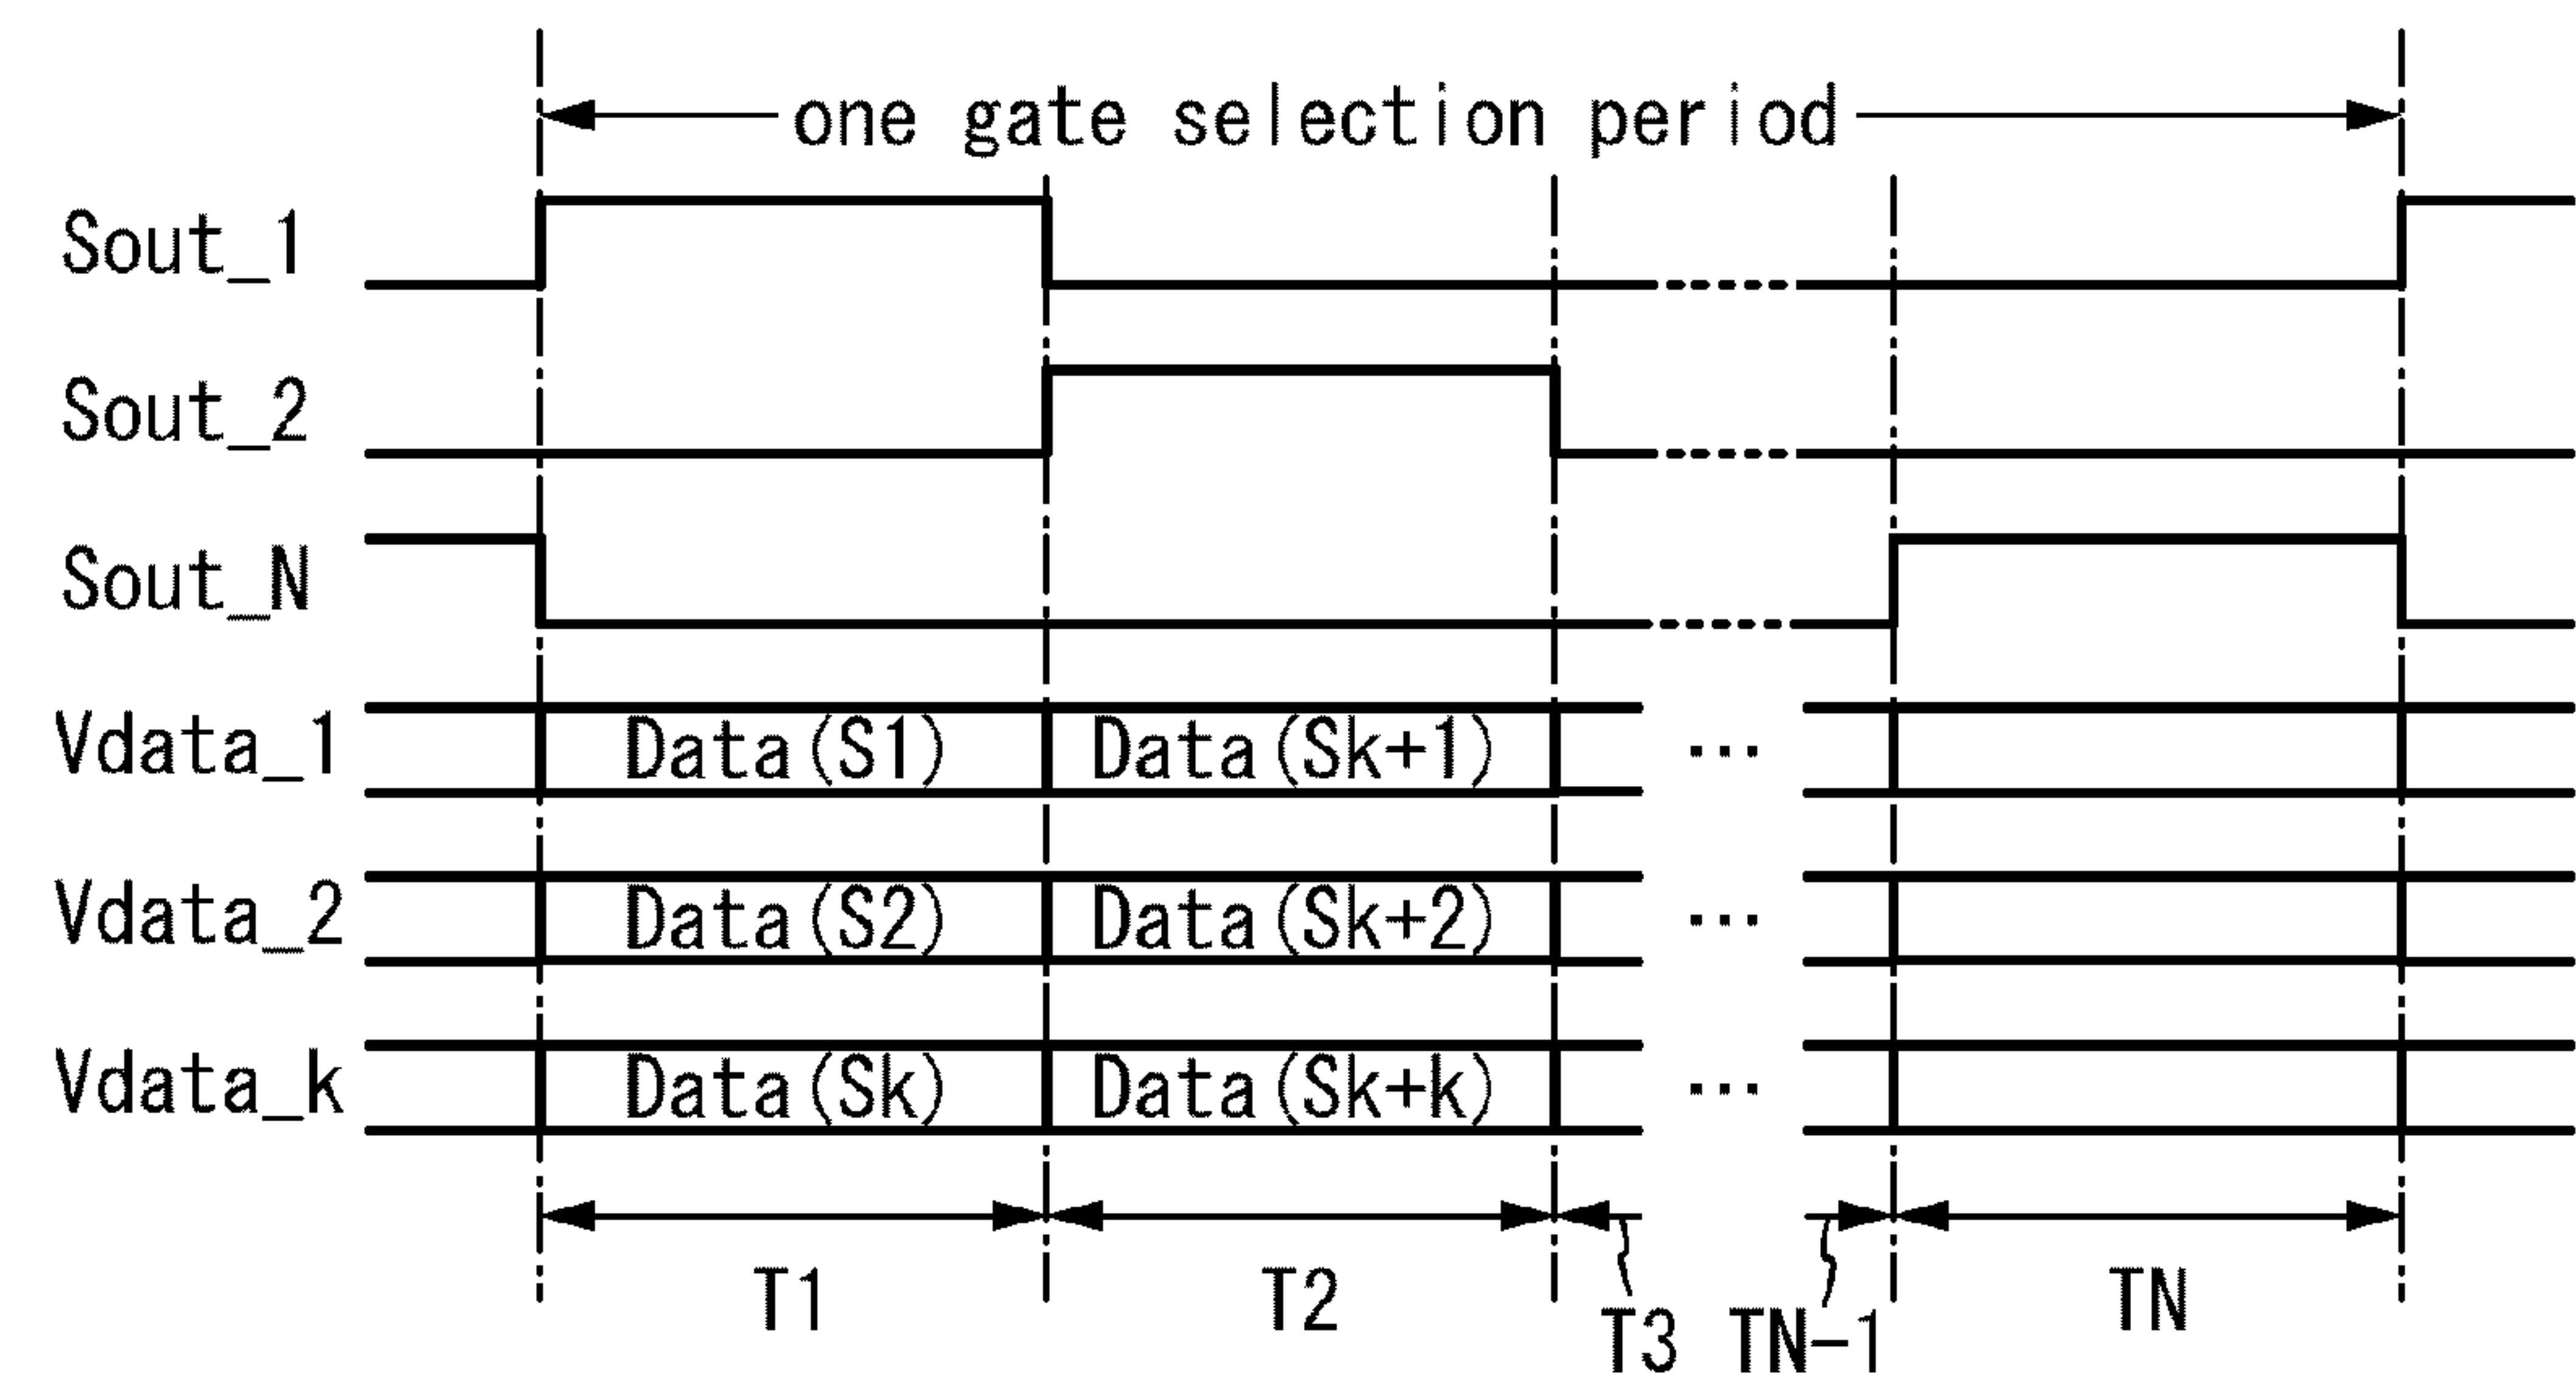 one gate selection period
Sout_1
Sout_2
Sout_N
Vdata_1 Data(S1) Data(Sk+1) ...
Vdata_2 Data(S2) Data(Sk+2) ...
Vdata_k Data(Sk) Data(Sk+k) ...
T1 T2 T3 TN-1 TN